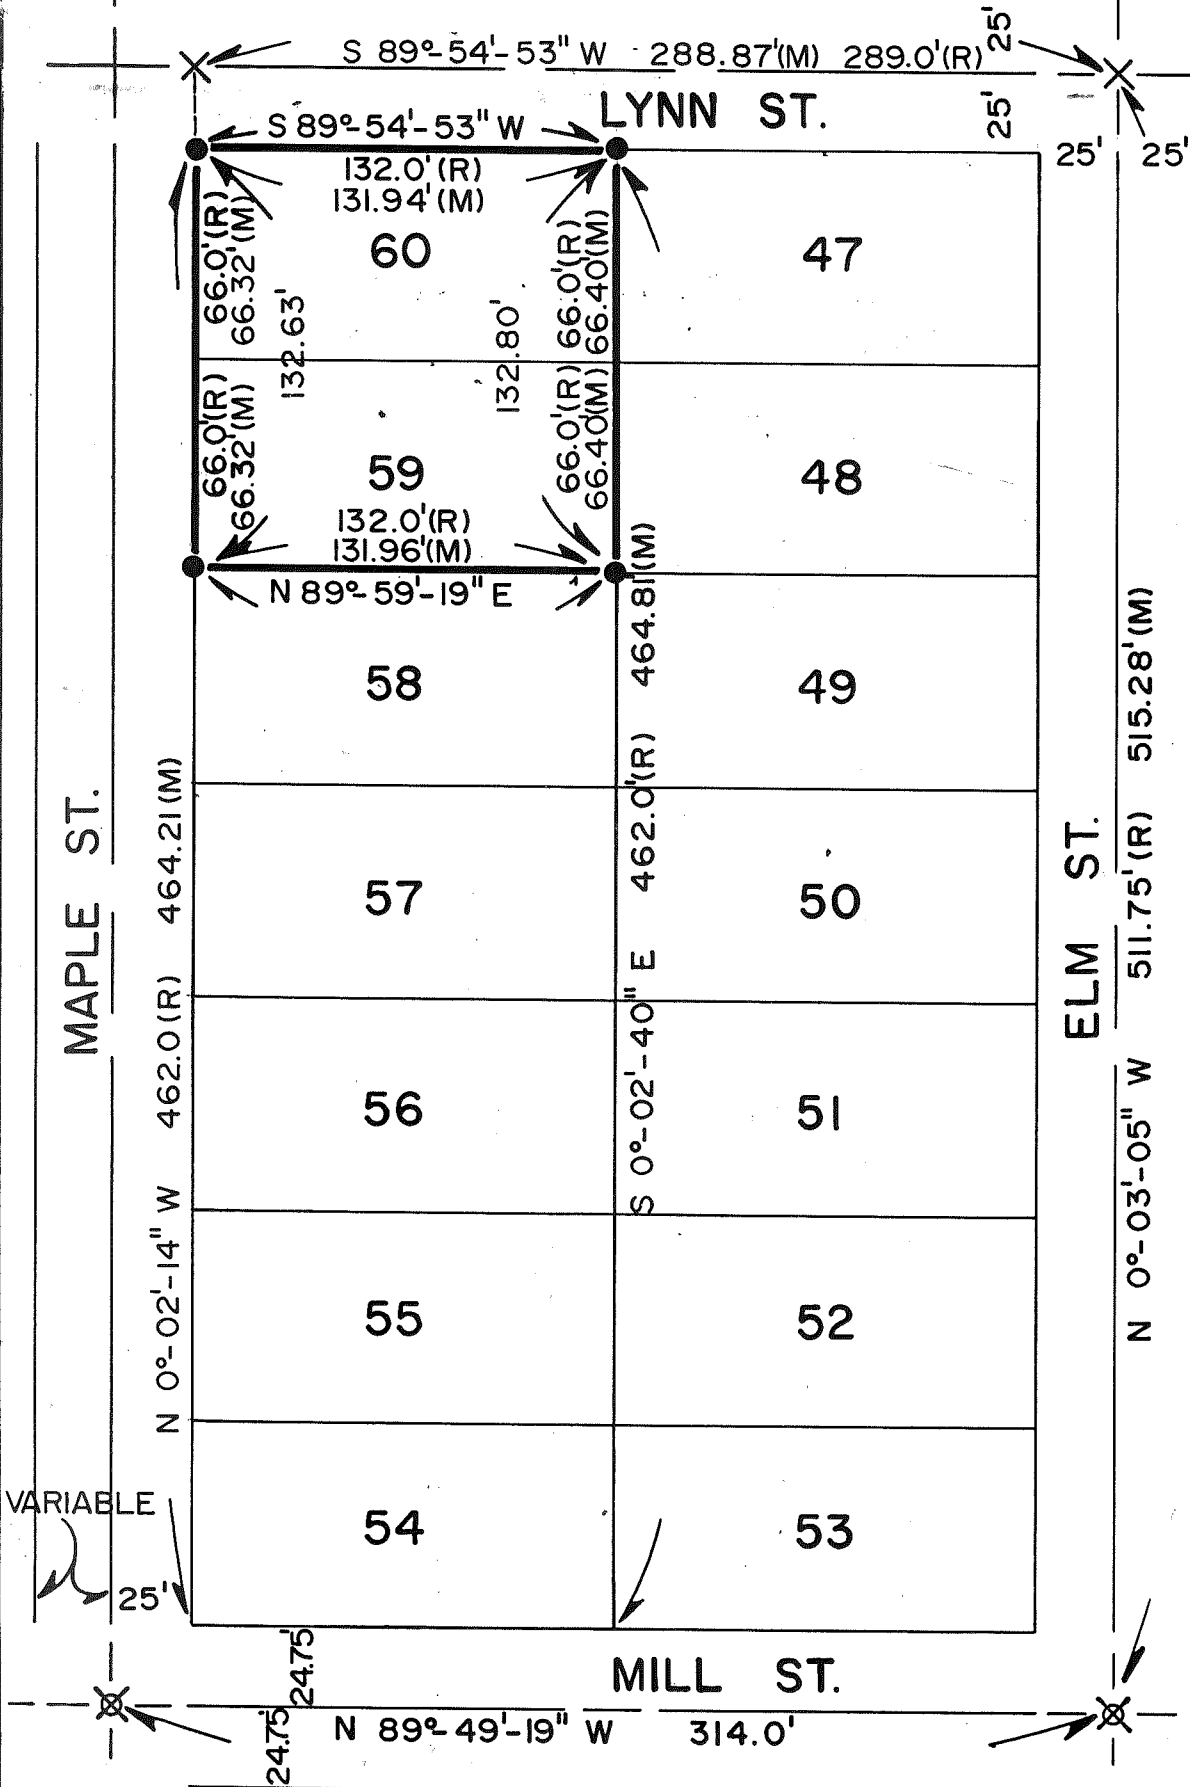 S 89°-54'-53" W 288.87'(M) 289.0'(R)
25'
LYNN ST.
25'
S 89°-54'-53" W
25' 25'
132.0' (R)
131.94' (M)
60
47
66.0'(R)
66.32'(M)
132.63'
132.80'
66.0'(R)
66.40'(M)
66.0'(R)
66.32'(M)
66.0'(R)
66.40'(M)
59
48
132.0'(R)
131.96'(M)
N 89°-59'-19" E
58
49
57
50
56
51
55
52
54
53
MAPLE ST.
N 0°-02'-14" W 462.0 (R) 464.21 (M)
S 0°-02'-40" E 462.0'(R) 464.81'(M)
ELM ST.
N 0°-03'-05" W 511.75' (R) 515.28' (M)
VARIABLE
25'
24.75'
MILL ST.
24.75'
N 89°-49'-19" W 314.0'